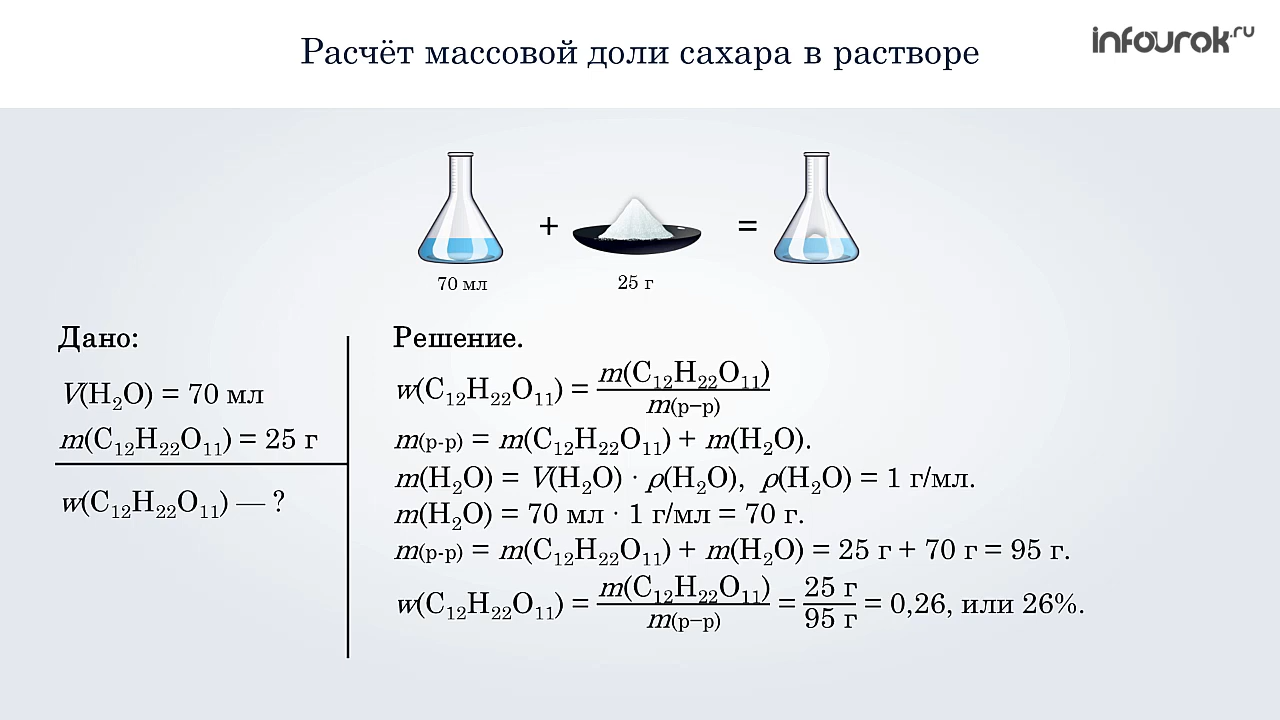 Расчёт массовой доли сахара в растворе
infourok.ru
+ =
70 мл 25 г
Дано:
V(H₂O) = 70 мл
m(C₁₂H₂₂O₁₁) = 25 г
w(C₁₂H₂₂O₁₁) — ?
Решение.
w(C₁₂H₂₂O₁₁) = m(C₁₂H₂₂O₁₁) / m(р–р)
m(р-р) = m(C₁₂H₂₂O₁₁) + m(H₂O).
m(H₂O) = V(H₂O) · ρ(H₂O), ρ(H₂O) = 1 г/мл.
m(H₂O) = 70 мл · 1 г/мл = 70 г.
m(р-р) = m(C₁₂H₂₂O₁₁) + m(H₂O) = 25 г + 70 г = 95 г.
w(C₁₂H₂₂O₁₁) = m(C₁₂H₂₂O₁₁) / m(р–р) = 25 г / 95 г = 0,26, или 26%.